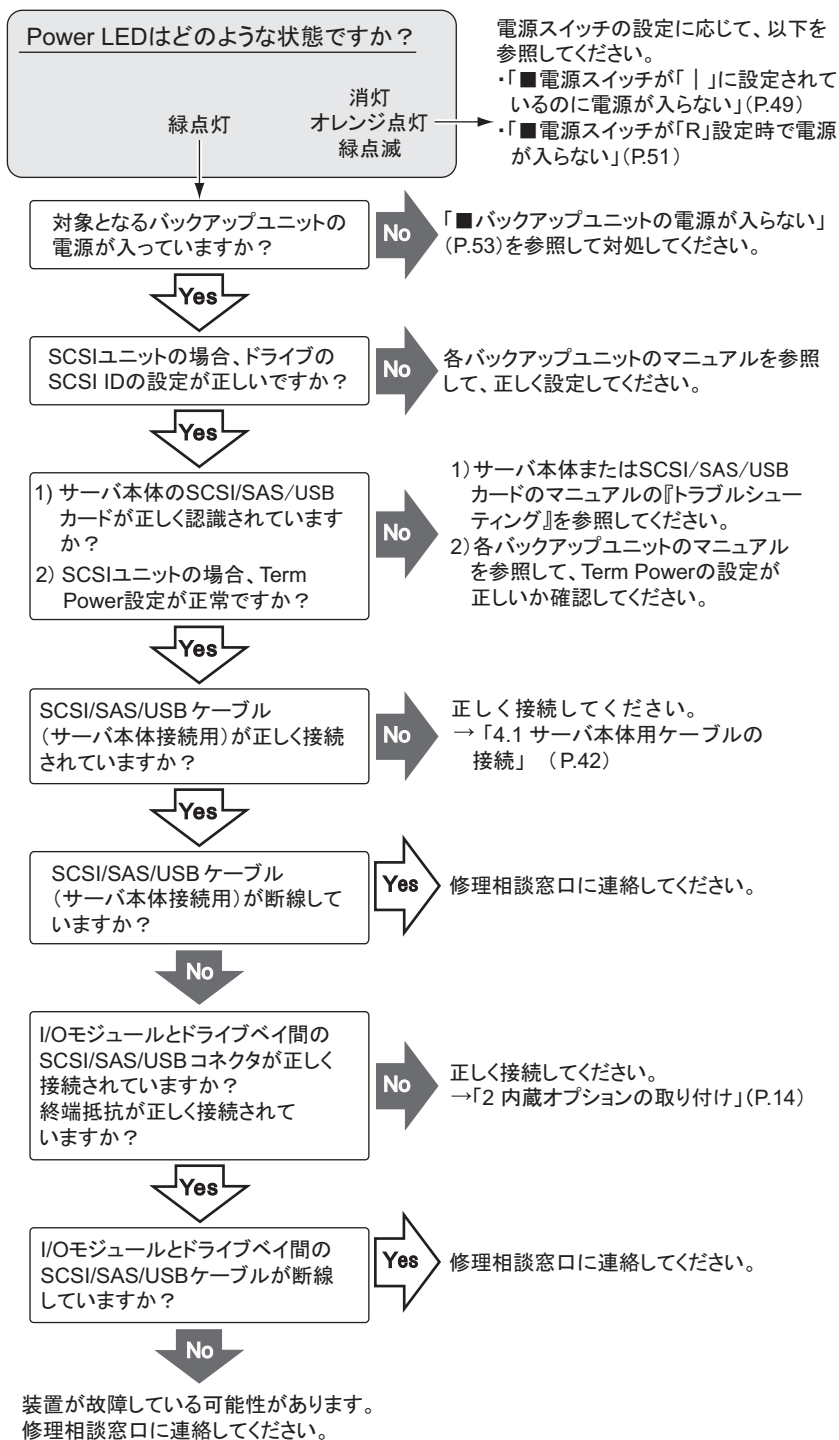 Power LEDはどのような状態ですか？
緑点灯
消灯
オレンジ点灯
緑点滅
電源スイッチの設定に応じて、以下を
参照してください。
・「■電源スイッチが「｜」に設定されて
いるのに電源が入らない」（P.49）
・「■電源スイッチが「R」設定時で電源
が入らない」（P.51）
対象となるバックアップユニットの
電源が入っていますか？
No
「■バックアップユニットの電源が入らない」
（P.53）を参照して対処してください。
Yes
SCSIユニットの場合、ドライブの
SCSI IDの設定が正しいですか？
No
各バックアップユニットのマニュアルを参照
して、正しく設定してください。
Yes
1) サーバ本体のSCSI/SAS/USB
カードが正しく認識されています
か？
2) SCSIユニットの場合、Term
Power設定が正常ですか？
No
1)サーバ本体またはSCSI/SAS/USB
カードのマニュアルの『トラブルシュー
ティング』を参照してください。
2)各バックアップユニットのマニュアル
を参照して、Term Powerの設定が
正しいか確認してください。
Yes
SCSI/SAS/USB ケーブル
（サーバ本体接続用）が正しく接続
されていますか？
No
正しく接続してください。
→「4.1 サーバ本体用ケーブルの
接続」 （P.42）
Yes
SCSI/SAS/USB ケーブル
（サーバ本体接続用）が断線して
いますか？
Yes
修理相談窓口に連絡してください。
No
I/Oモジュールとドライブベイ間の
SCSI/SAS/USB コネクタが正しく
接続されていますか？
終端抵抗が正しく接続されて
いますか？
No
正しく接続してください。
→「2 内蔵オプションの取り付け」（P.14）
Yes
I/Oモジュールとドライブベイ間の
SCSI/SAS/USBケーブルが断線
していますか？
Yes
修理相談窓口に連絡してください。
No
装置が故障している可能性があります。
修理相談窓口に連絡してください。